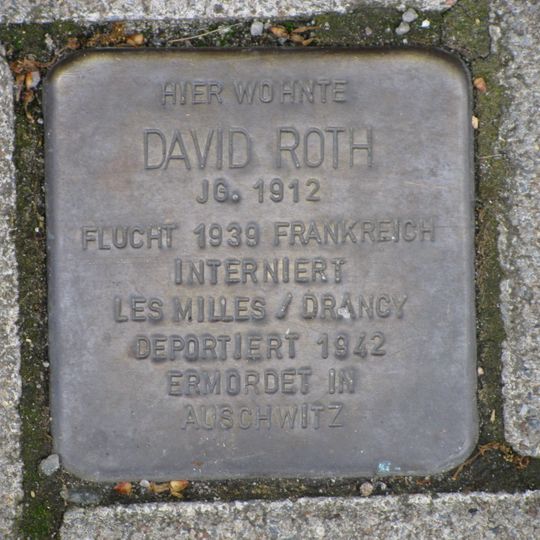 HIER WOHNTE
DAVID ROTH
JG. 1912
FLUCHT 1939 FRANKREICH
INTERNIERT
LES MILLES / DRANCY
DEPORTIERT 1942
ERMORDET IN
AUSCHWITZ